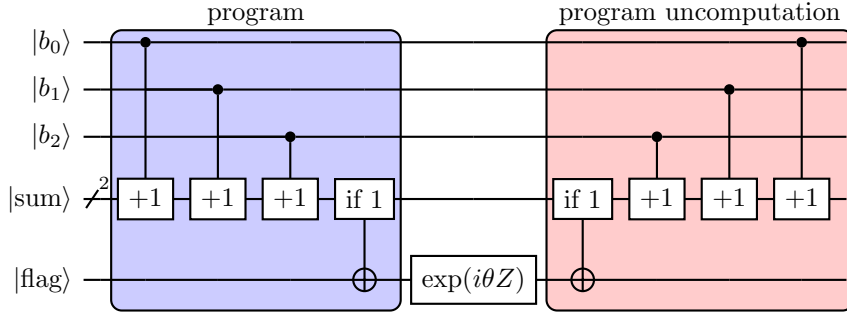 program program uncomputation
|b₀⟩
|b₁⟩
|b₂⟩
|sum⟩ 2 +1 +1 +1 if 1 if 1 +1 +1 +1
|flag⟩ exp(iθZ)